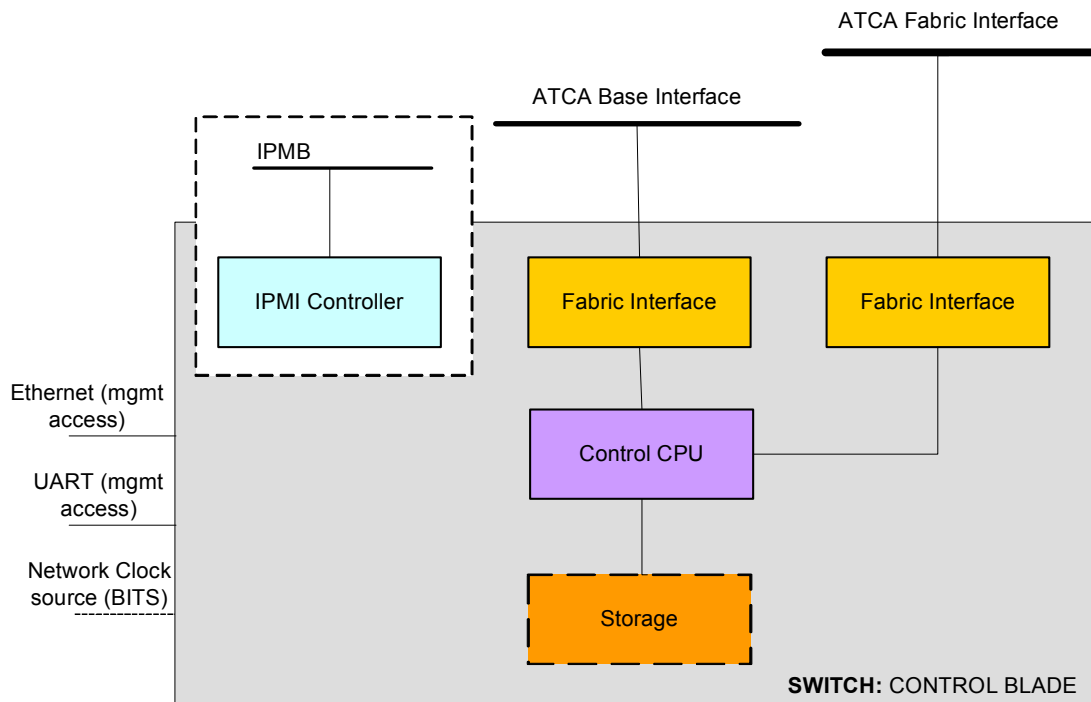 ATCA Fabric Interface
ATCA Base Interface
IPMB
IPMI Controller
Fabric Interface
Fabric Interface
Ethernet (mgmt
access)
Control CPU
UART (mgmt
access)
Network Clock
source (BITS)
Storage
SWITCH: CONTROL BLADE